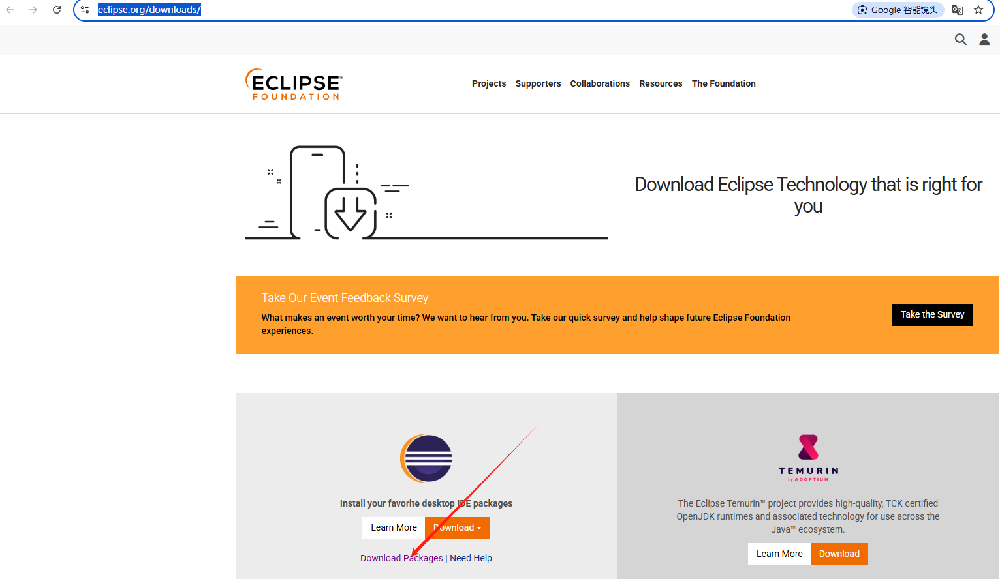 eclipse.org/downloads/
Google 智能镜头
ECLIPSE®
FOUNDATION
Projects Supporters Collaborations Resources The Foundation
Download Eclipse Technology that is right for
you
Take Our Event Feedback Survey
What makes an event worth your time? We want to hear from you. Take our quick survey and help shape future Eclipse Foundation
experiences.
Take the Survey
Install your favorite desktop IDE packages
Learn More Download
Download Packages | Need Help
TEMURIN
by ADOPTIUM
The Eclipse Temurin™ project provides high-quality, TCK certified
OpenJDK runtimes and associated technology for use across the
Java™ ecosystem.
Learn More Download